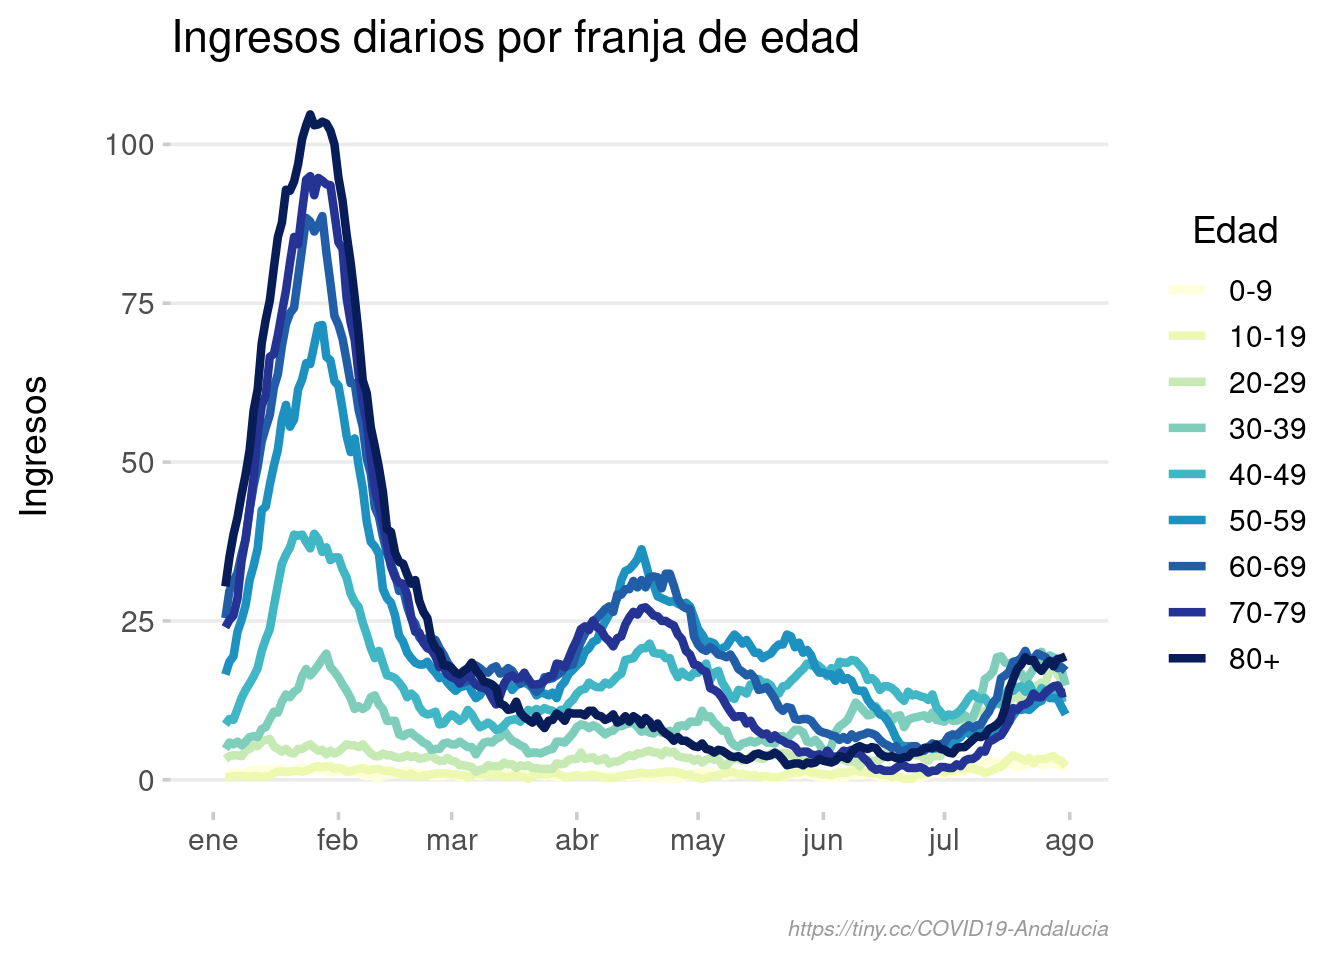 Ingresos diarios por franja de edad
Ingresos
100
75
50
25
0
ene feb mar abr may jun jul ago
Edad
0-9
10-19
20-29
30-39
40-49
50-59
60-69
70-79
80+
https://tiny.cc/COVID19-Andalucia